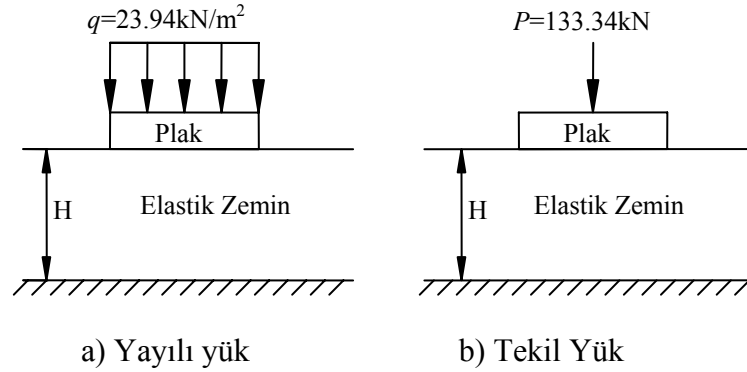 q=23.94kN/m²
P=133.34kN
Plak
Plak
H
Elastik Zemin
H
Elastik Zemin
a) Yayılı yük
b) Tekil Yük